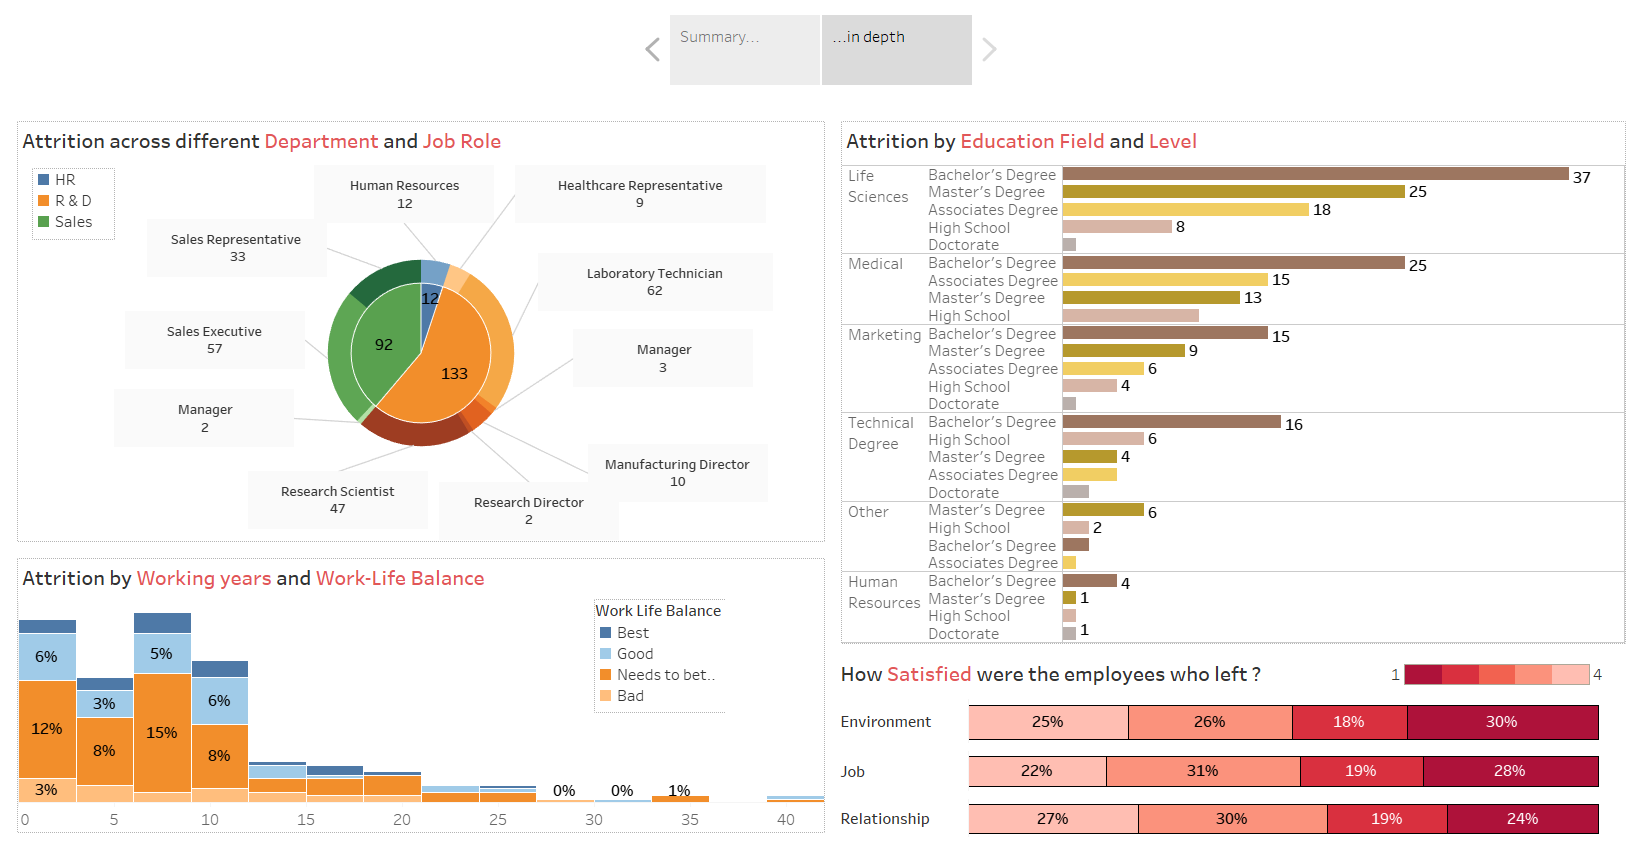 Summary...
...in depth
Attrition across different Department and Job Role
HR
R & D
Sales
Human Resources
12
Healthcare Representative
9
Sales Representative
33
Laboratory Technician
62
Sales Executive
57
Manager
3
Manager
2
Manufacturing Director
10
Research Scientist
47
Research Director
2
12
92
133
Attrition by Working years and Work-Life Balance
Work Life Balance
Best
Good
Needs to bet..
Bad
6%
12%
3%
3%
8%
5%
15%
6%
8%
0%
0%
1%
0 5 10 15 20 25 30 35 40
Attrition by Education Field and Level
Life Sciences
Bachelor's Degree 37
Master's Degree 25
Associates Degree 18
High School 8
Doctorate
Medical
Bachelor's Degree 25
Associates Degree 15
Master's Degree 13
High School
Marketing
Bachelor's Degree 15
Master's Degree 9
Associates Degree 6
High School 4
Doctorate
Technical Degree
Bachelor's Degree 16
High School 6
Master's Degree 4
Associates Degree
Doctorate
Other
Master's Degree 6
High School 2
Bachelor's Degree
Associates Degree
Human Resources
Bachelor's Degree 4
Master's Degree 1
High School
Doctorate 1
How Satisfied were the employees who left ?
1 4
Environment 25% 26% 18% 30%
Job 22% 31% 19% 28%
Relationship 27% 30% 19% 24%